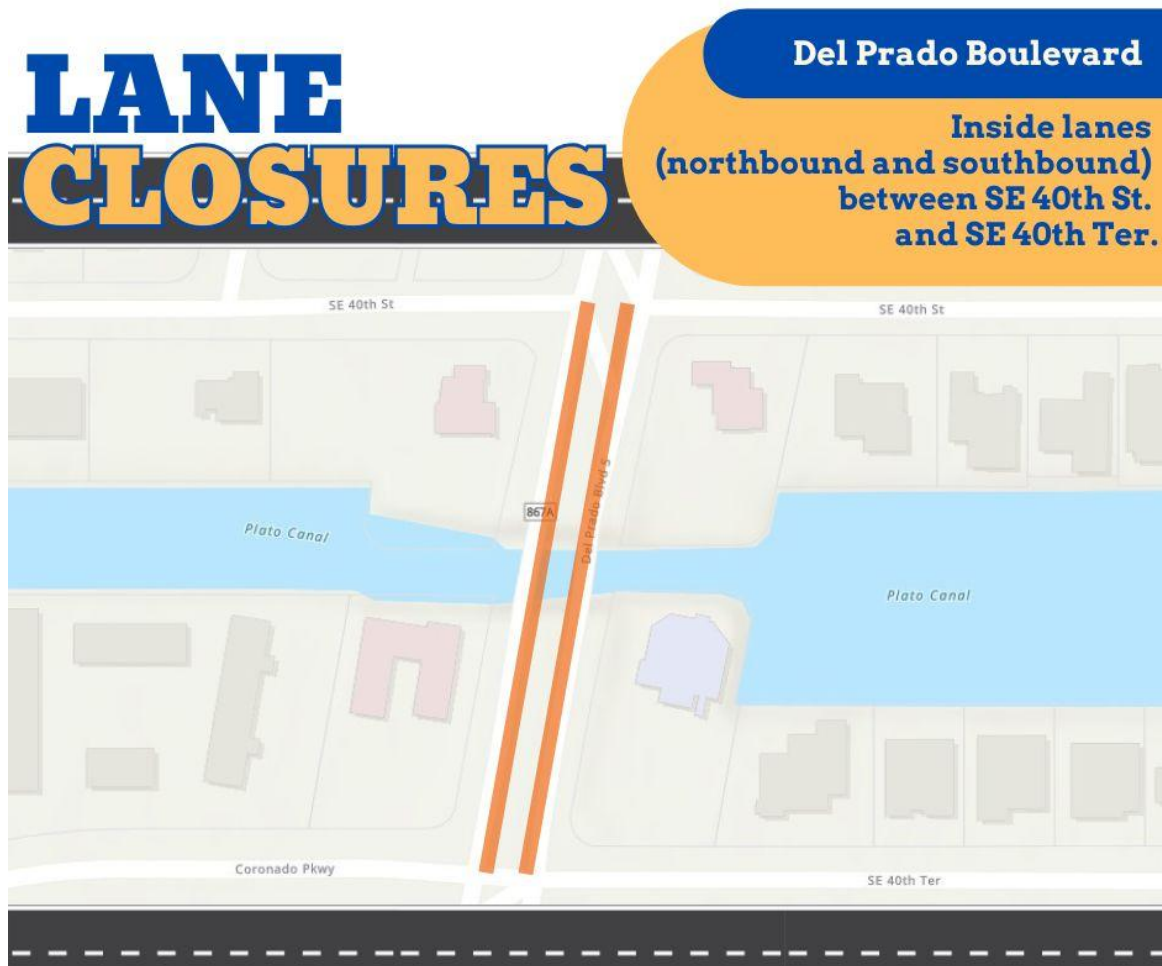 LANE
CLOSURES
Del Prado Boulevard
Inside lanes
(northbound and southbound)
between SE 40th St.
and SE 40th Ter.
SE 40th St
SE 40th St
867A
Del Prado Blvd S
Plato Canal
Plato Canal
Coronado Pkwy
SE 40th Ter